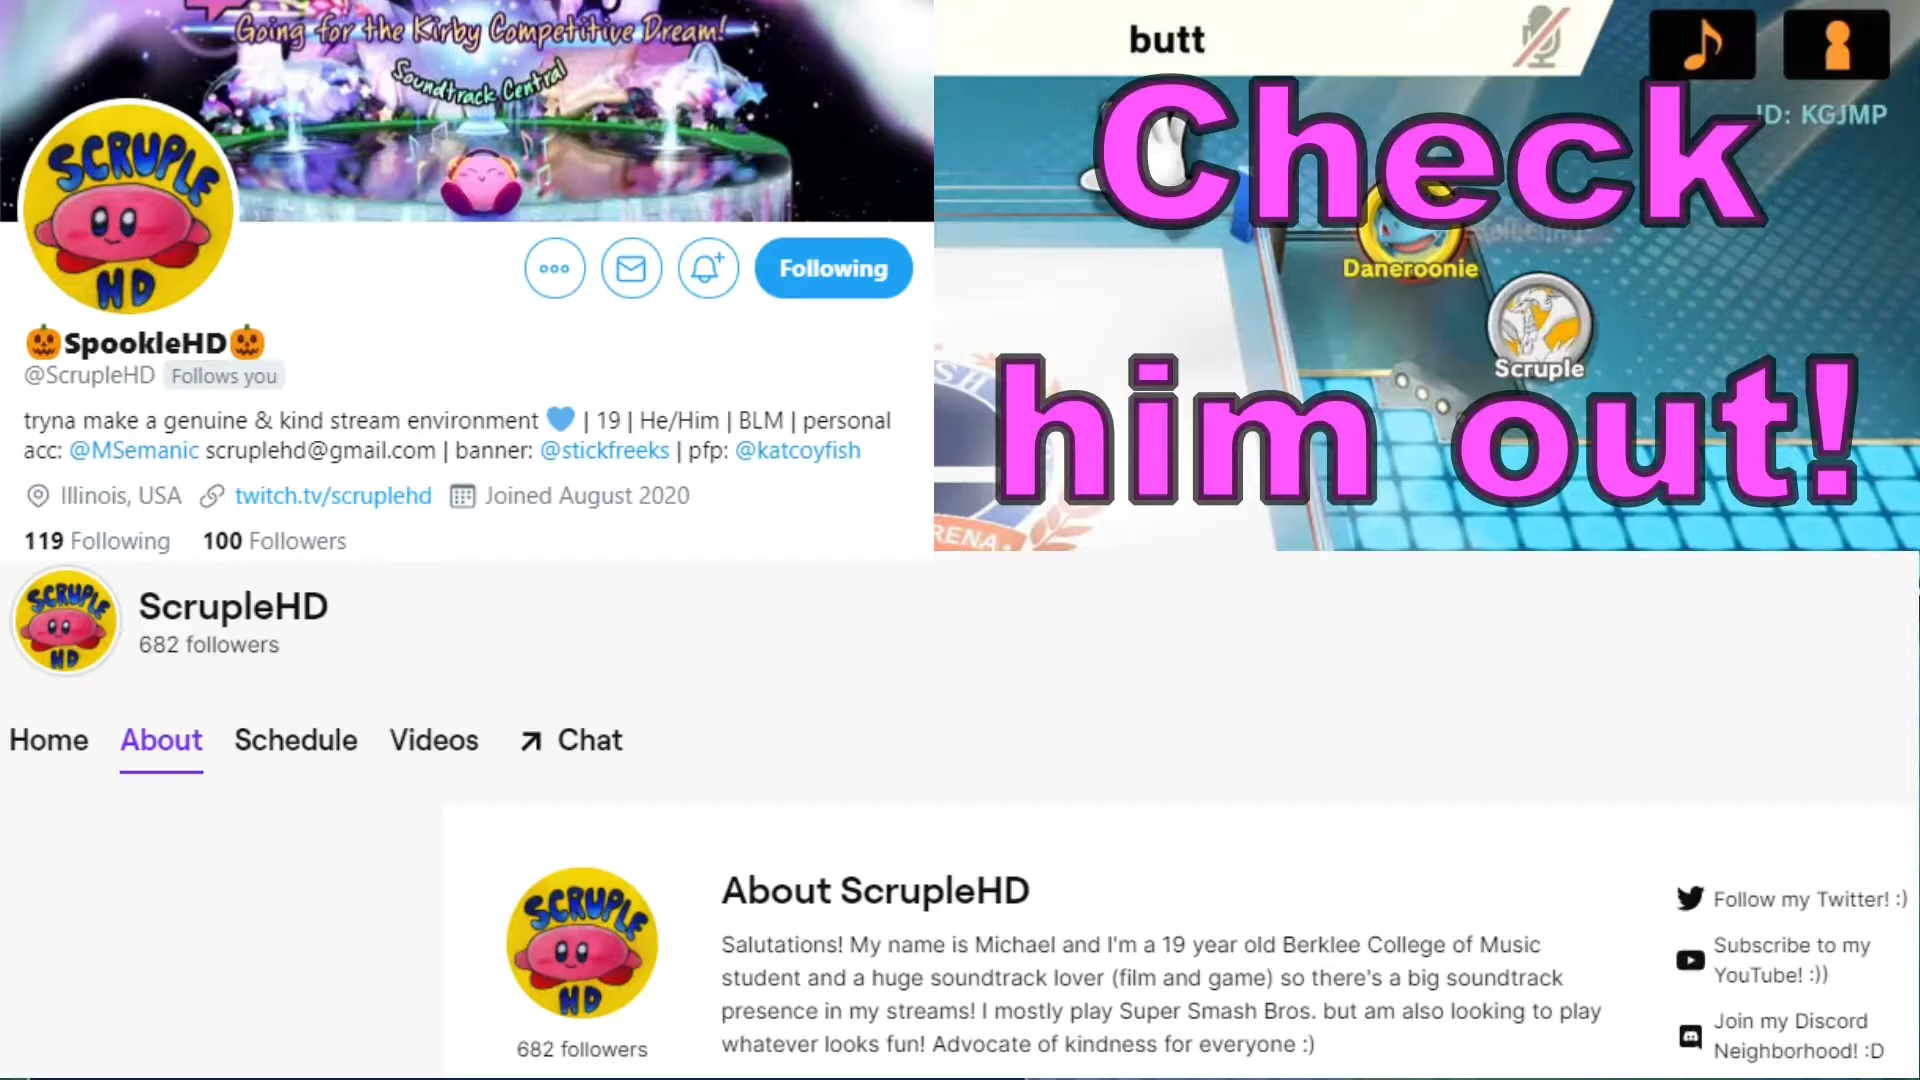 Going for the Kirby Competitive Dream!
Soundtrack Central
SCRUPLE
HD
Following
🎃SpookleHD🎃
@ScrupleHD Follows you
tryna make a genuine & kind stream environment 💙 | 19 | He/Him | BLM | personal
acc: @MSemanic scruplehd@gmail.com | banner: @stickfreeks | pfp: @katcoyfish
Illinois, USA twitch.tv/scruplehd Joined August 2020
119 Following 100 Followers
butt
ID: KGJMP
Check
Daneroonie
Scruple
him out!
SH
RENA
SCRUPLE
HD
ScrupleHD
682 followers
Home About Schedule Videos Chat
SCRUPLE
HD
682 followers
About ScrupleHD
Salutations! My name is Michael and I'm a 19 year old Berklee College of Music
student and a huge soundtrack lover (film and game) so there's a big soundtrack
presence in my streams! I mostly play Super Smash Bros. but am also looking to play
whatever looks fun! Advocate of kindness for everyone :)
Follow my Twitter! :)
Subscribe to my
YouTube! :))
Join my Discord
Neighborhood! :D